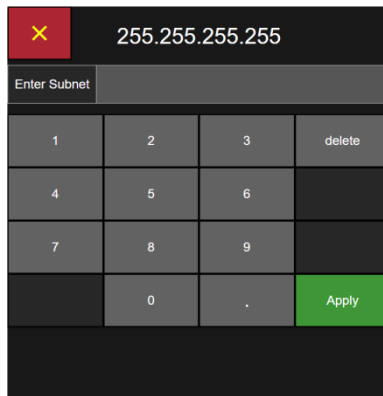 × 255.255.255.255
Enter Subnet
1 2 3 delete
4 5 6
7 8 9
0 . Apply